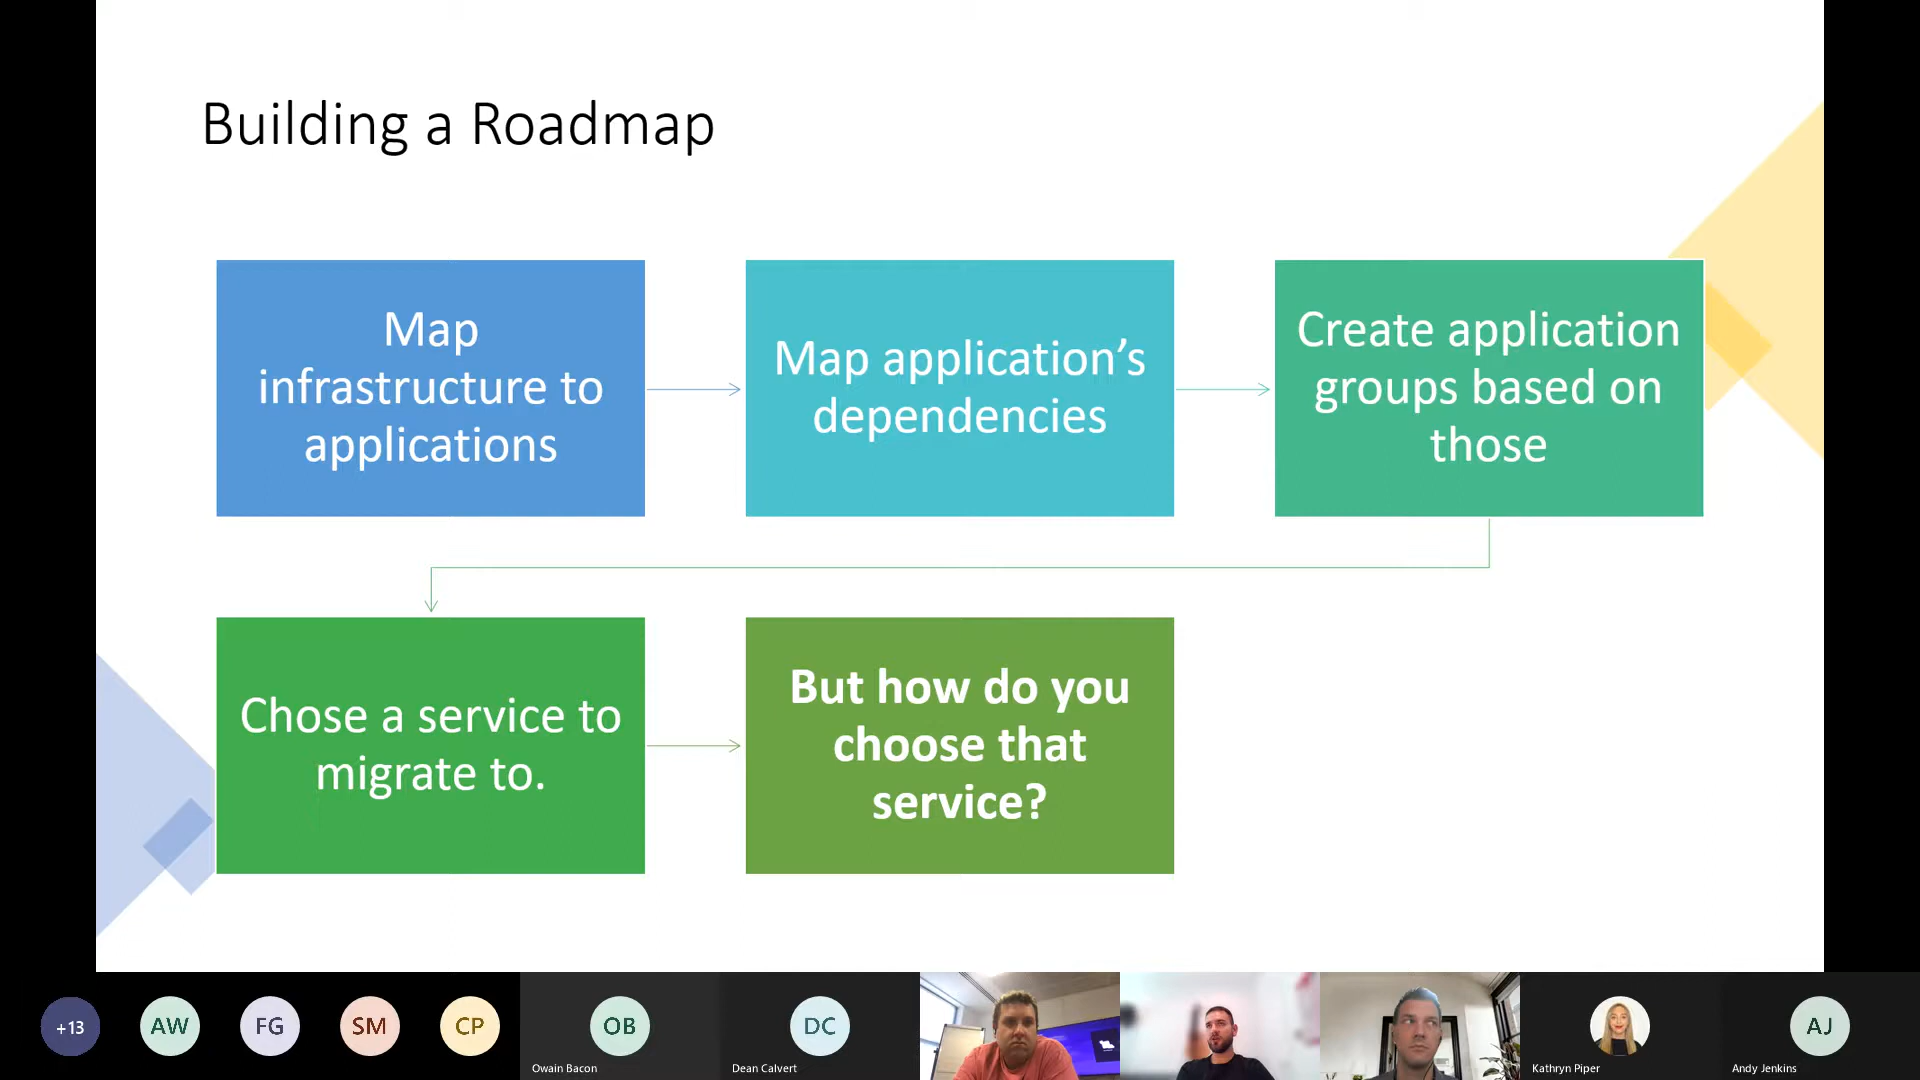 Building a Roadmap
Map
infrastructure to
applications
Map application’s
dependencies
Create application
groups based on
those
Chose a service to
migrate to.
But how do you
choose that
service?
+13
AW
FG
SM
CP
OB
Owain Bacon
DC
Dean Calvert
Kathryn Piper
AJ
Andy Jenkins